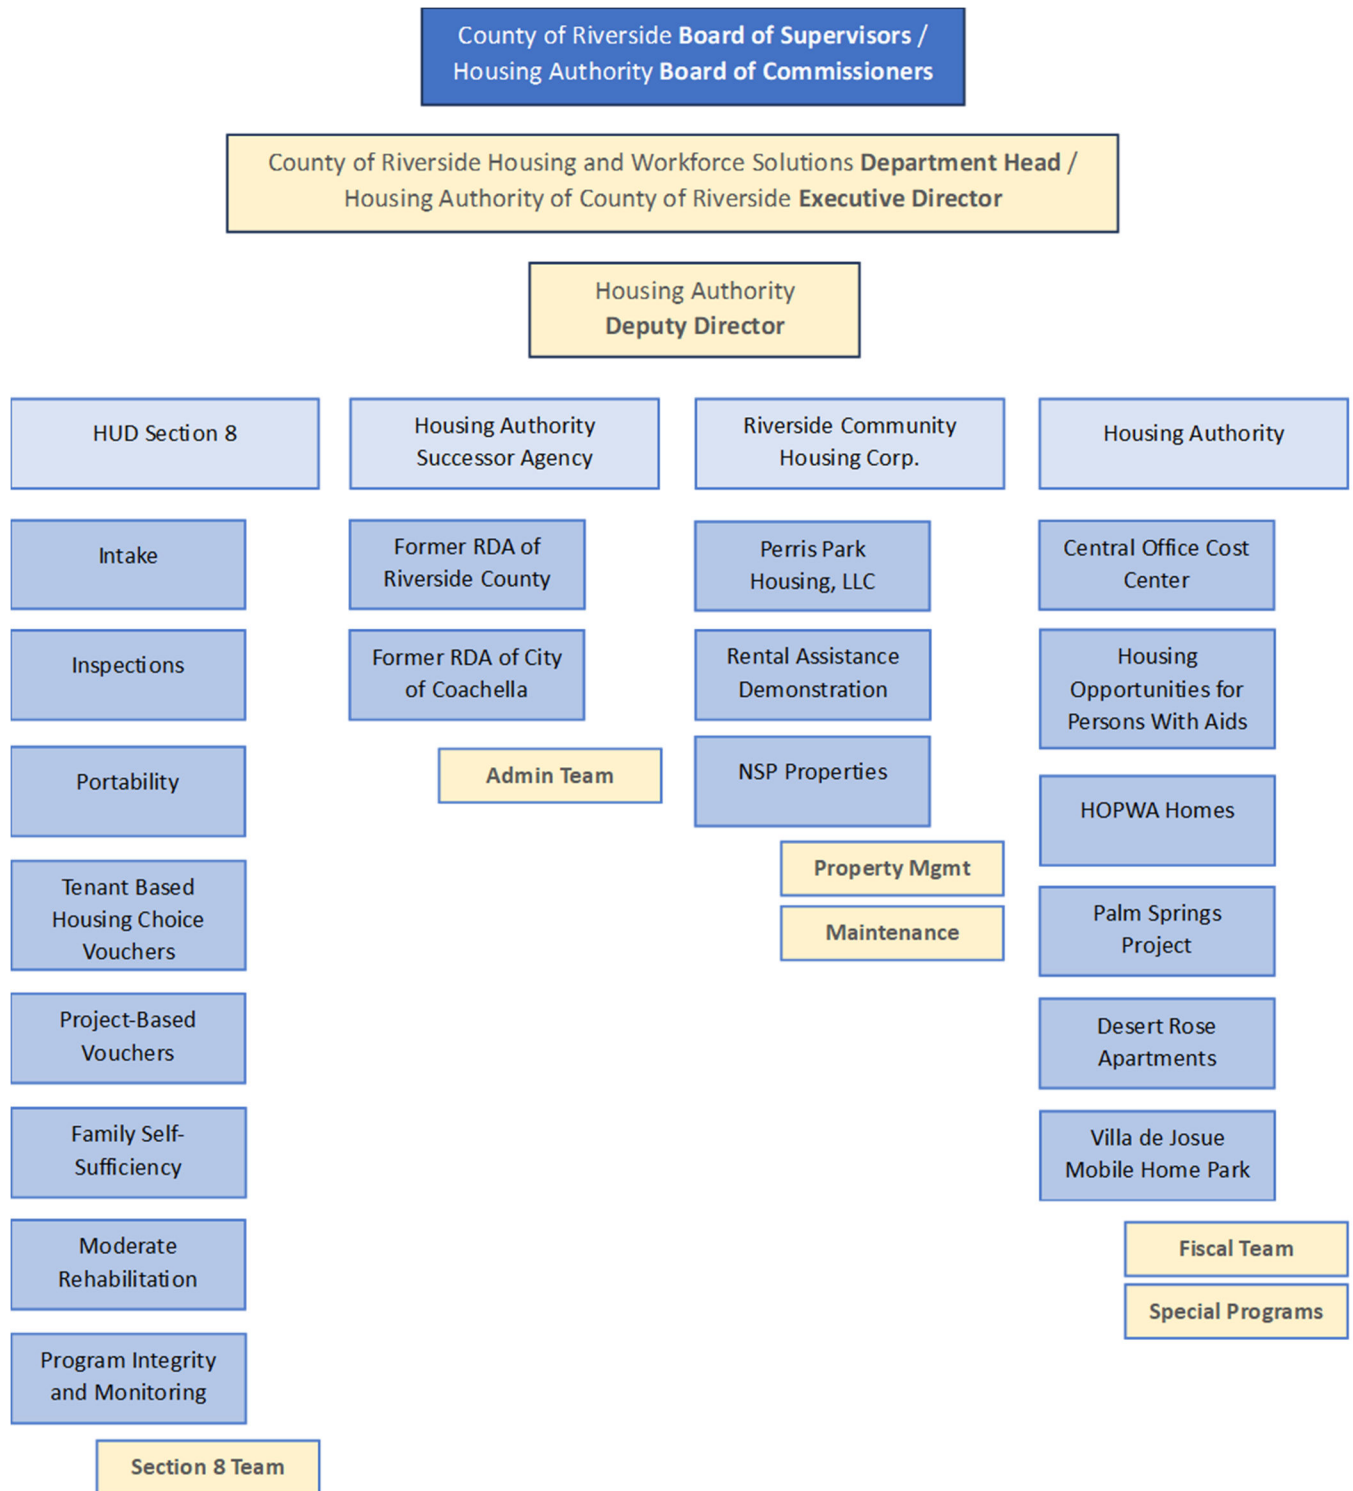 County of Riverside Board of Supervisors /
Housing Authority Board of Commissioners
County of Riverside Housing and Workforce Solutions Department Head /
Housing Authority of County of Riverside Executive Director
Housing Authority
Deputy Director
HUD Section 8
Intake
Inspections
Portability
Tenant Based
Housing Choice
Vouchers
Project-Based
Vouchers
Family Self-
Sufficiency
Moderate
Rehabilitation
Program Integrity
and Monitoring
Section 8 Team
Housing Authority
Successor Agency
Former RDA of
Riverside County
Former RDA of City
of Coachella
Admin Team
Riverside Community
Housing Corp.
Perris Park
Housing, LLC
Rental Assistance
Demonstration
NSP Properties
Property Mgmt
Maintenance
Housing Authority
Central Office Cost
Center
Housing
Opportunities for
Persons With Aids
HOPWA Homes
Palm Springs
Project
Desert Rose
Apartments
Villa de Josue
Mobile Home Park
Fiscal Team
Special Programs